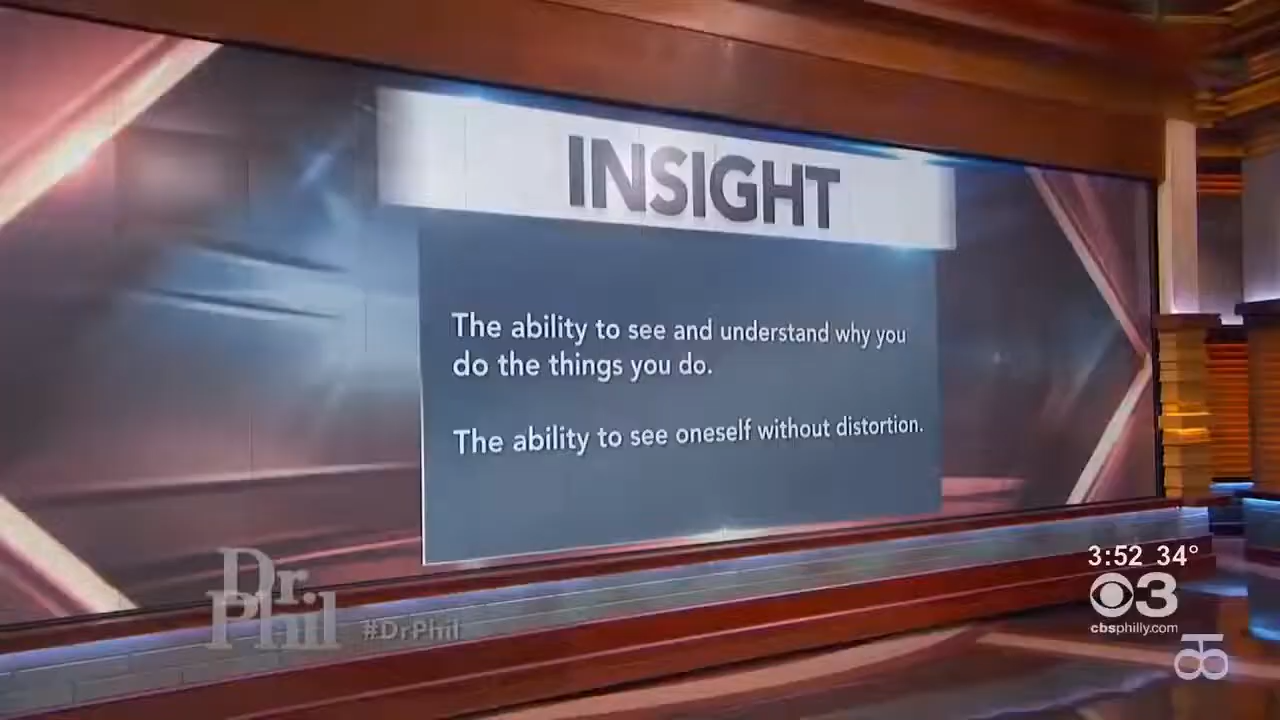 INSIGHT
The ability to see and understand why you
do the things you do.
The ability to see oneself without distortion.
Dr.
Phil
#DrPhil
3:52 34°
3
cbsphilly.com